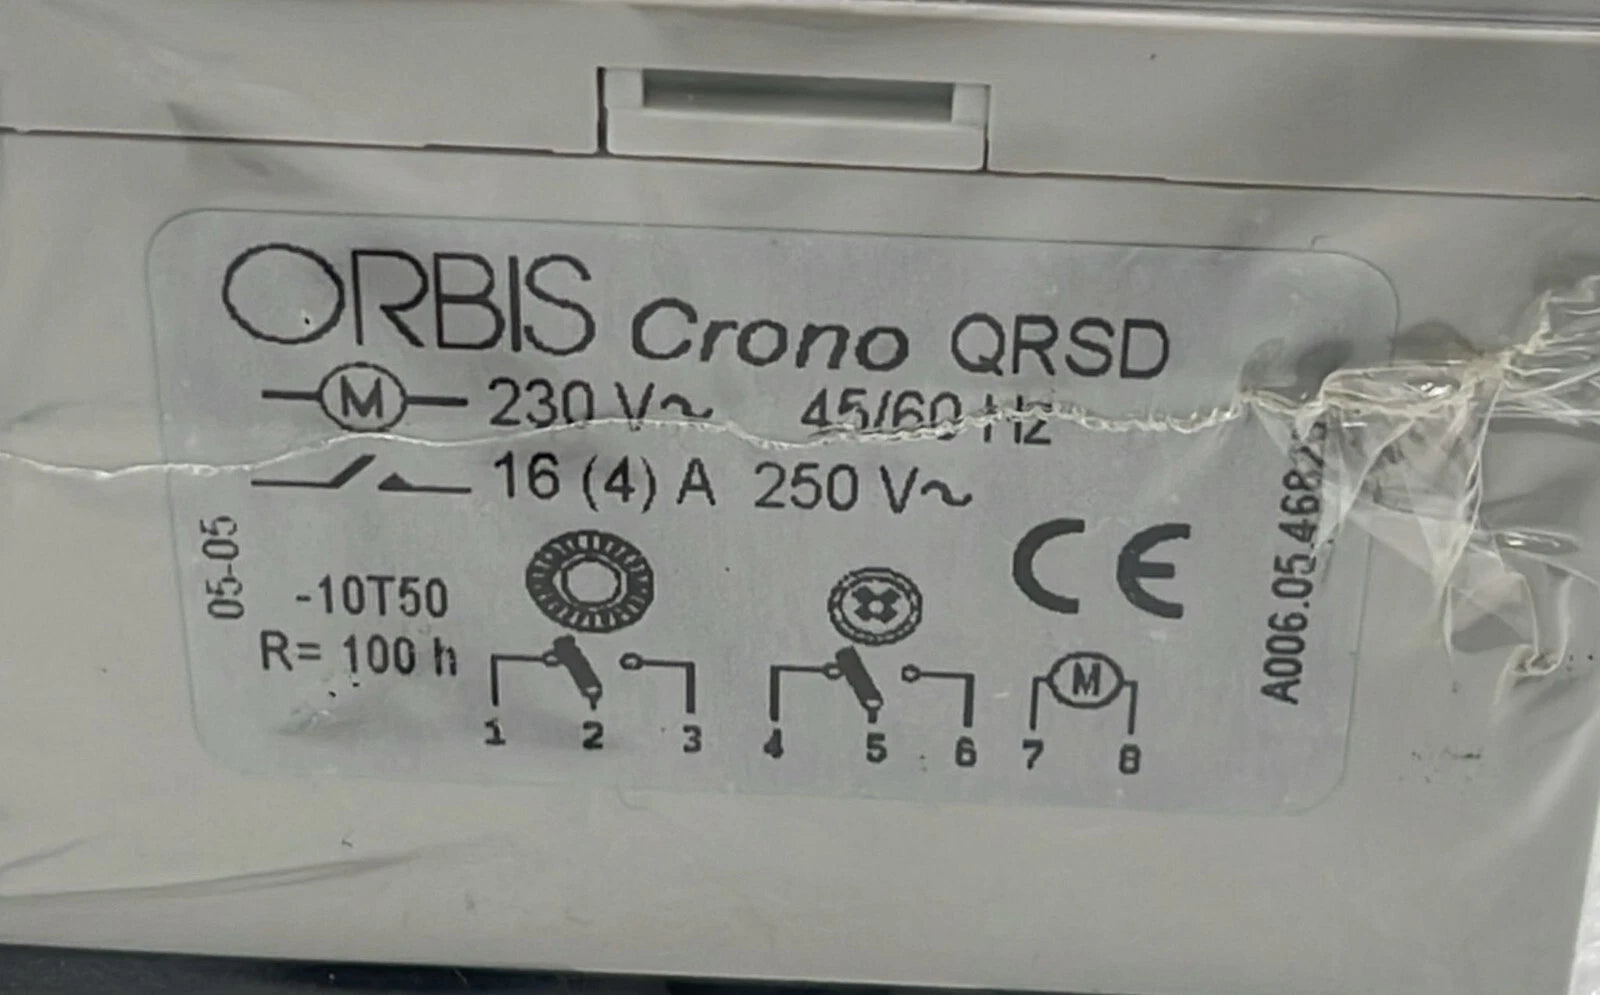 ORBIS Crono QRSD
M 230 V~ 45/60 Hz
16 (4) A 250 V~
05-05
-10T50
R= 100 h
CE
1 2 3 4 5 6 7 8
M